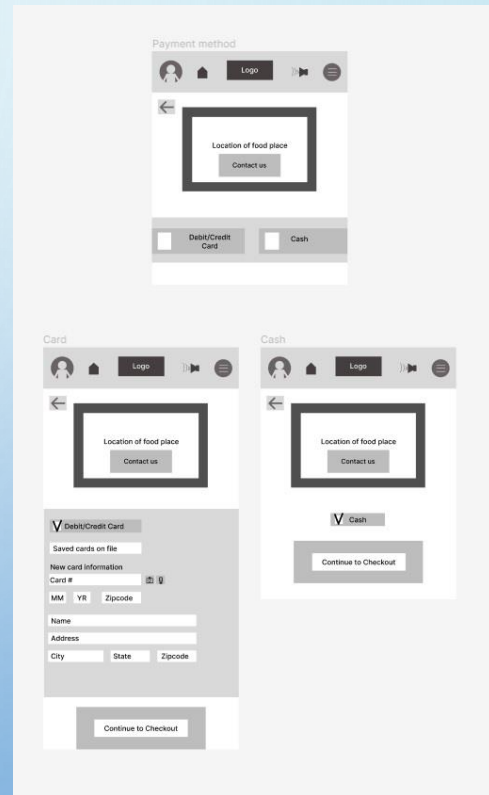 Payment method
Logo
Location of food place
Contact us
Debit/Credit
Card
Cash
Card
Logo
Location of food place
Contact us
Debit/Credit Card
Saved cards on file
New card information
Card #
MM YR Zipcode
Name
Address
City State Zipcode
Continue to Checkout
Cash
Logo
Location of food place
Contact us
Cash
Continue to Checkout